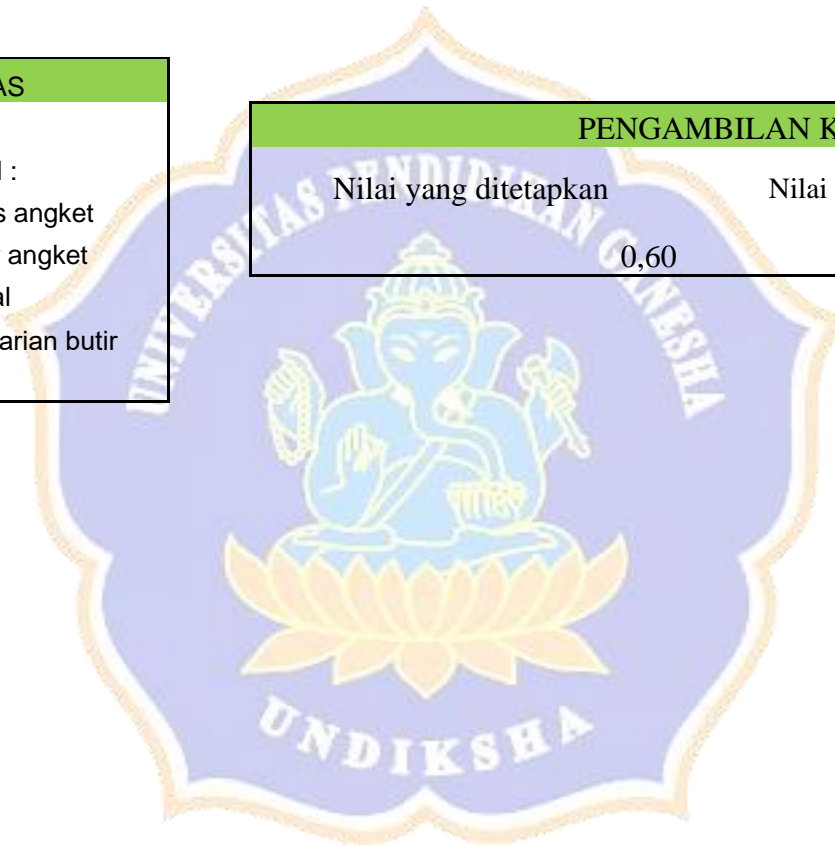 AS
:
s angket
angket
al
arian butir
PENGAMBILAN K
Nilai yang ditetapkan Nilai
0,60
UNIVERSITAS PENDIDIKAN GANESHA
UNDIKSHA